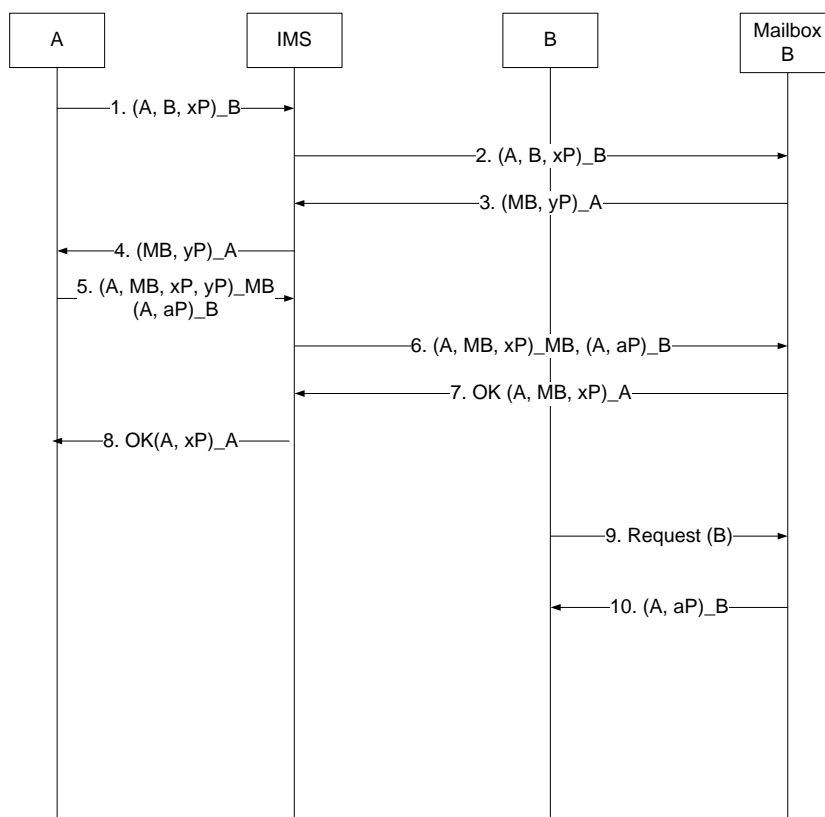 A
IMS
B
Mailbox
B
1. (A, B, xP)_B
2. (A, B, xP)_B
3. (MB, yP)_A
4. (MB, yP)_A
5. (A, MB, xP, yP)_MB
(A, aP)_B
6. (A, MB, xP)_MB, (A, aP)_B
7. OK (A, MB, xP)_A
8. OK(A, xP)_A
9. Request (B)
10. (A, aP)_B